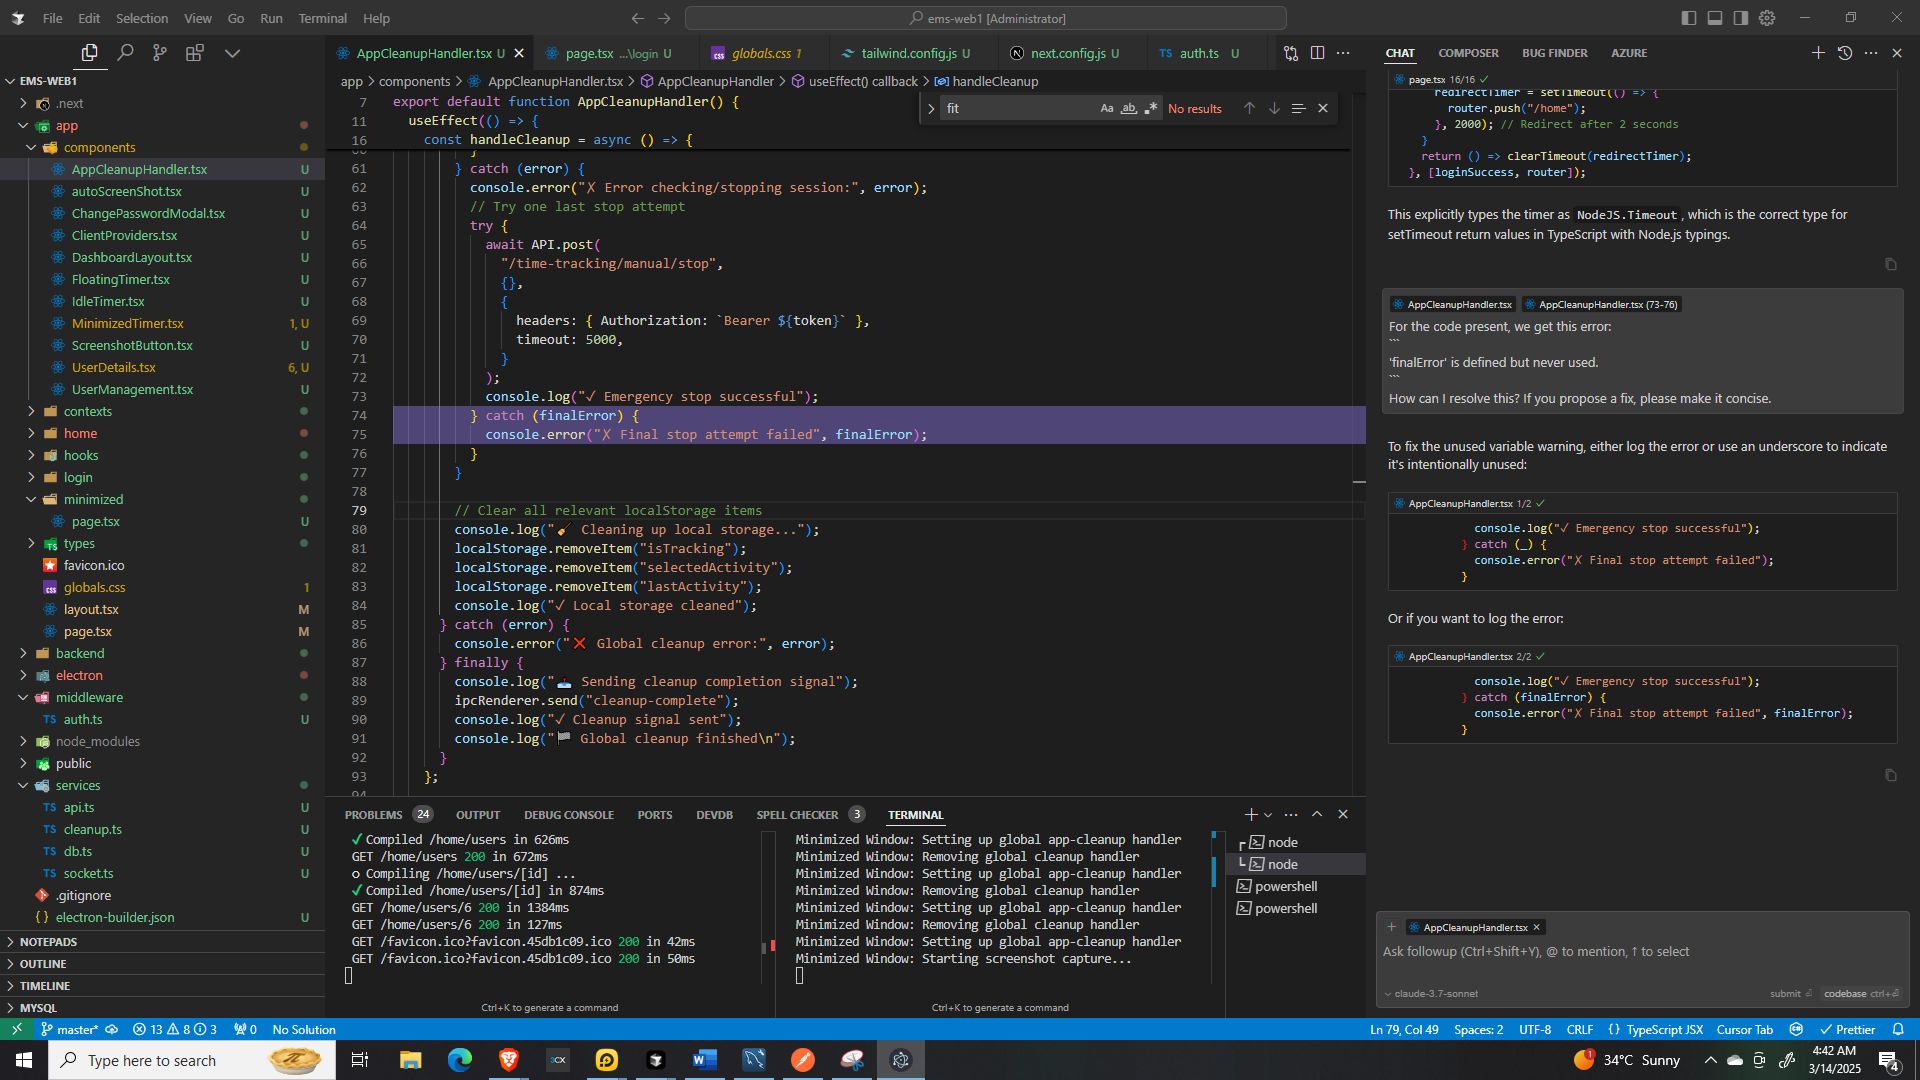 File Edit Selection View Go Run Terminal Help
ems-web1 [Administrator]
EMS-WEB1
.next
app
components
AppCleanupHandler.tsx U
autoScreenShot.tsx U
ChangePasswordModal.tsx U
ClientProviders.tsx U
DashboardLayout.tsx U
FloatingTimer.tsx U
IdleTimer.tsx U
MinimizedTimer.tsx 1, U
ScreenshotButton.tsx U
UserDetails.tsx 6, U
UserManagement.tsx U
contexts
home
hooks
login
minimized
page.tsx U
types
favicon.ico
globals.css 1
layout.tsx M
page.tsx M
backend
electron
middleware
TS auth.ts U
node_modules
public
services
TS api.ts U
TS cleanup.ts U
TS db.ts U
TS socket.ts U
.gitignore
{} electron-builder.json U
NOTEPADS
OUTLINE
TIMELINE
MYSQL
AppCleanupHandler.tsx U page.tsx ...\login U globals.css 1 tailwind.config.js U next.config.js U TS auth.ts U
app > components > AppCleanupHandler.tsx > AppCleanupHandler > useEffect() callback > handleCleanup
fit Aa ab .* No results
7 export default function AppCleanupHandler() {
11 useEffect(() => {
16 const handleCleanup = async () => {
61 } catch (error) {
62 console.error("✗ Error checking/stopping session:", error);
63 // Try one last stop attempt
64 try {
65 await API.post(
66 "/time-tracking/manual/stop",
67 {},
68 {
69 headers: { Authorization: `Bearer ${token}` },
70 timeout: 5000,
71 }
72 );
73 console.log("✓ Emergency stop successful");
74 } catch (finalError) {
75 console.error("✗ Final stop attempt failed", finalError);
76 }
77 }
78
79 // Clear all relevant localStorage items
80 console.log("🧹 Cleaning up local storage...");
81 localStorage.removeItem("isTracking");
82 localStorage.removeItem("selectedActivity");
83 localStorage.removeItem("lastActivity");
84 console.log("✓ Local storage cleaned");
85 } catch (error) {
86 console.error("❌ Global cleanup error:", error);
87 } finally {
88 console.log("📤 Sending cleanup completion signal");
89 ipcRenderer.send("cleanup-complete");
90 console.log("✓ Cleanup signal sent");
91 console.log("🏁 Global cleanup finished\n");
92 }
93 };
94
PROBLEMS 24 OUTPUT DEBUG CONSOLE PORTS DEVDB SPELL CHECKER 3 TERMINAL
✓ Compiled /home/users in 626ms
GET /home/users 200 in 672ms
○ Compiling /home/users/[id] ...
✓ Compiled /home/users/[id] in 874ms
GET /home/users/6 200 in 1384ms
GET /home/users/6 200 in 127ms
GET /favicon.ico?favicon.45db1c09.ico 200 in 42ms
GET /favicon.ico?favicon.45db1c09.ico 200 in 50ms
Ctrl+K to generate a command
Minimized Window: Setting up global app-cleanup handler
Minimized Window: Removing global cleanup handler
Minimized Window: Setting up global app-cleanup handler
Minimized Window: Removing global cleanup handler
Minimized Window: Setting up global app-cleanup handler
Minimized Window: Removing global cleanup handler
Minimized Window: Setting up global app-cleanup handler
Minimized Window: Starting screenshot capture...
Ctrl+K to generate a command
node
node
powershell
powershell
CHAT COMPOSER BUG FINDER AZURE
page.tsx 16/16 ✓
redirectTimer = setTimeout(() => {
router.push("/home");
}, 2000); // Redirect after 2 seconds
}
return () => clearTimeout(redirectTimer);
}, [loginSuccess, router]);
This explicitly types the timer as NodeJS.Timeout, which is the correct type for
setTimeout return values in TypeScript with Node.js typings.
AppCleanupHandler.tsx AppCleanupHandler.tsx (73-76)
For the code present, we get this error:
```
'finalError' is defined but never used.
```
How can I resolve this? If you propose a fix, please make it concise.
To fix the unused variable warning, either log the error or use an underscore to indicate
it's intentionally unused:
AppCleanupHandler.tsx 1/2 ✓
console.log("✓ Emergency stop successful");
} catch (_) {
console.error("✗ Final stop attempt failed");
}
Or if you want to log the error:
AppCleanupHandler.tsx 2/2 ✓
console.log("✓ Emergency stop successful");
} catch (finalError) {
console.error("✗ Final stop attempt failed", finalError);
}
AppCleanupHandler.tsx
Ask followup (Ctrl+Shift+Y), @ to mention, ↑ to select
claude-3.7-sonnet submit codebase ctrl+⏎
master* 13 8 3 0 No Solution
Ln 79, Col 49 Spaces: 2 UTF-8 CRLF {} TypeScript JSX Cursor Tab Prettier
Type here to search
34°C Sunny
4:42 AM
3/14/2025
4